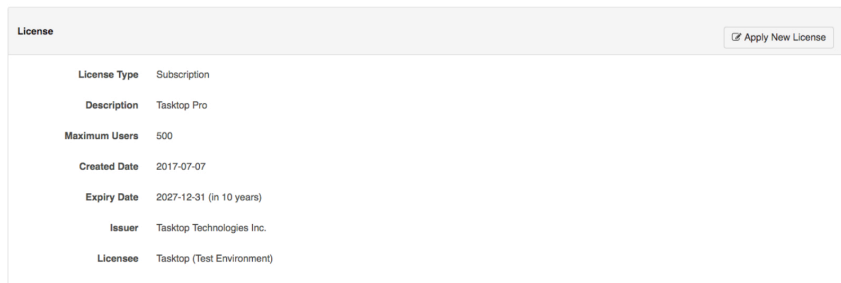 License
Apply New License
License Type Subscription
Description Tasktop Pro
Maximum Users 500
Created Date 2017-07-07
Expiry Date 2027-12-31 (in 10 years)
Issuer Tasktop Technologies Inc.
Licensee Tasktop (Test Environment)